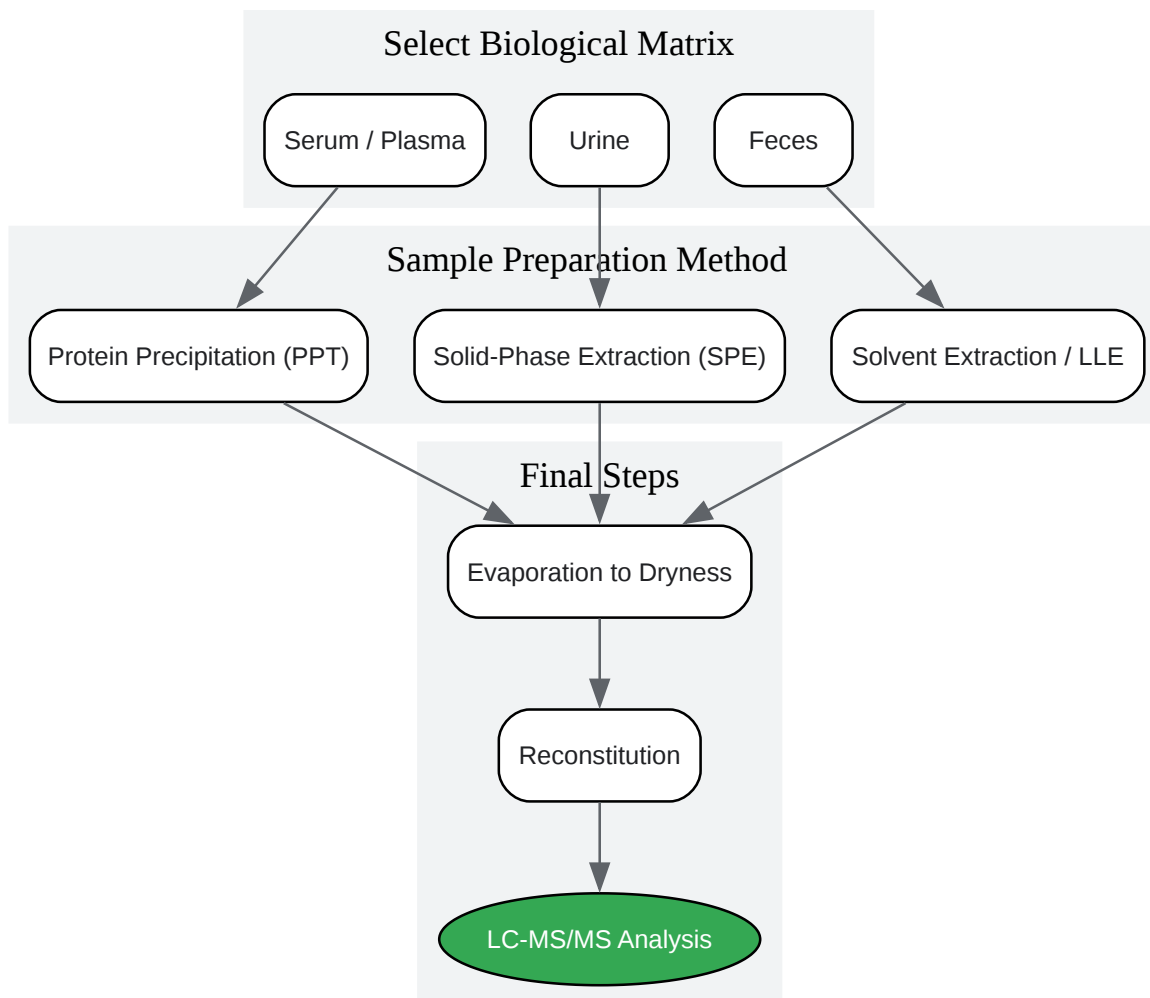 Select Biological Matrix
Serum / Plasma
Urine
Feces
Sample Preparation Method
Protein Precipitation (PPT)
Solid-Phase Extraction (SPE)
Solvent Extraction / LLE
Final Steps
Evaporation to Dryness
Reconstitution
LC-MS/MS Analysis